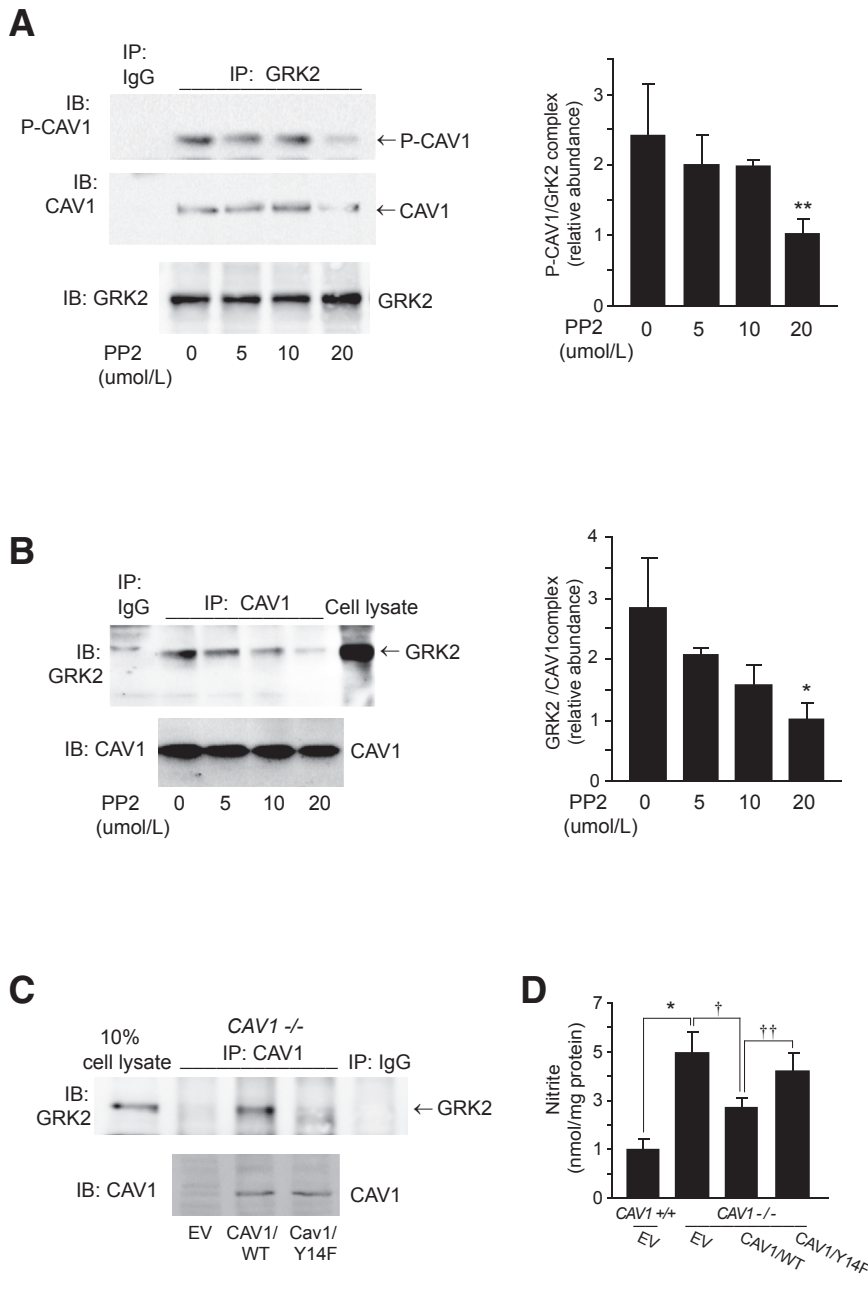 A
IP:
IgG
IP: GRK2
IB:
P-CAV1
←P-CAV1
IB:
CAV1
←CAV1
IB: GRK2
GRK2
PP2
(umol/L)
0 5 10 20
P-CAV1/GrK2 complex
(relative abundance)
3
2
1
0
**
PP2
(umol/L)
0 5 10 20
B
IP:
IgG
IP: CAV1
Cell lysate
IB:
GRK2
← GRK2
IB: CAV1
CAV1
PP2
(umol/L)
0 5 10 20
GRK2 /CAV1complex
(relative abundance)
4
3
2
1
0
*
PP2
(umol/L)
0 5 10 20
C
10%
cell lysate
CAV1 -/-
IP: CAV1
IP: IgG
IB:
GRK2
←GRK2
IB: CAV1
CAV1
EV
CAV1/
WT
Cav1/
Y14F
D
Nitrite
(nmol/mg protein)
7
5
3
1
0
*
†
††
CAV1 +/+
CAV1 -/-
EV
EV
CAV1/WT
CAV1/Y14F